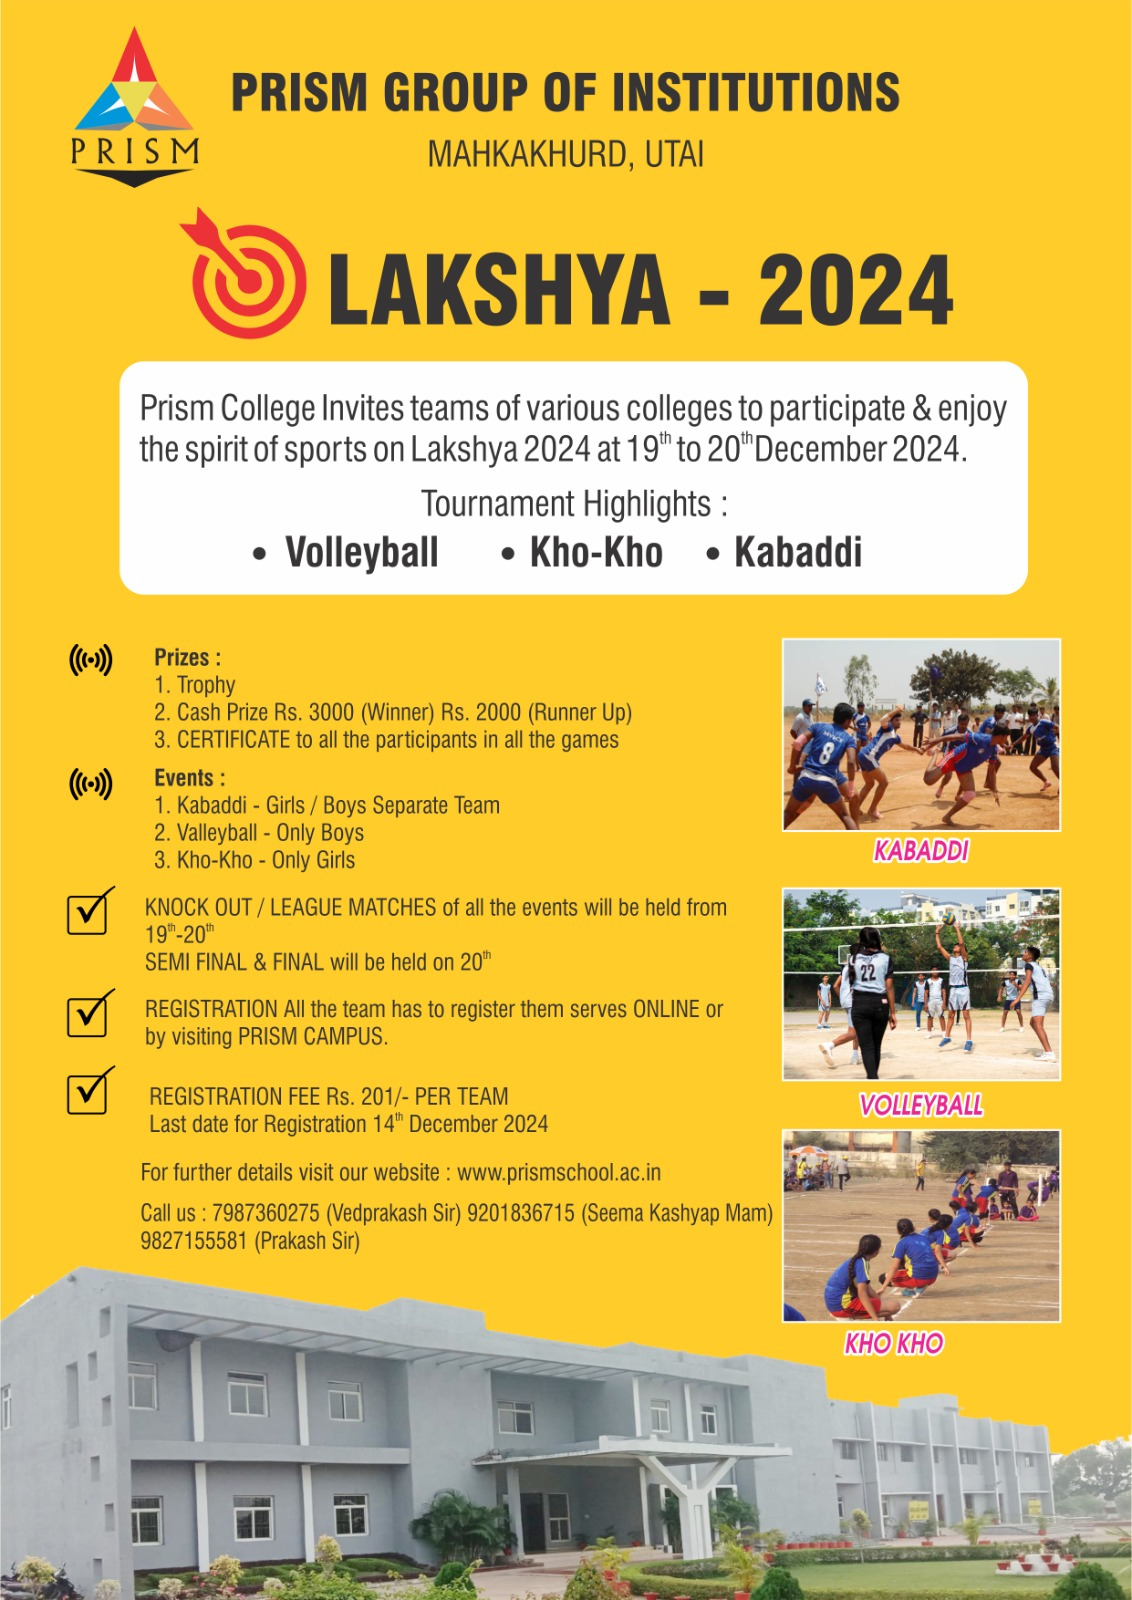 PRISM
PRISM GROUP OF INSTITUTIONS
MAHKAKHURD, UTAI
LAKSHYA - 2024
Prism College Invites teams of various colleges to participate & enjoy
the spirit of sports on Lakshya 2024 at 19th to 20th December 2024.
Tournament Highlights :
• Volleyball • Kho-Kho • Kabaddi
Prizes :
1. Trophy
2. Cash Prize Rs. 3000 (Winner) Rs. 2000 (Runner Up)
3. CERTIFICATE to all the participants in all the games
Events :
1. Kabaddi - Girls / Boys Separate Team
2. Valleyball - Only Boys
3. Kho-Kho - Only Girls
KNOCK OUT / LEAGUE MATCHES of all the events will be held from
19th-20th
SEMI FINAL & FINAL will be held on 20th
REGISTRATION All the team has to register them serves ONLINE or
by visiting PRISM CAMPUS.
REGISTRATION FEE Rs. 201/- PER TEAM
Last date for Registration 14th December 2024
For further details visit our website : www.prismschool.ac.in
Call us : 7987360275 (Vedprakash Sir) 9201836715 (Seema Kashyap Mam)
9827155581 (Prakash Sir)
8
KABADDI
22
VOLLEYBALL
KHO KHO